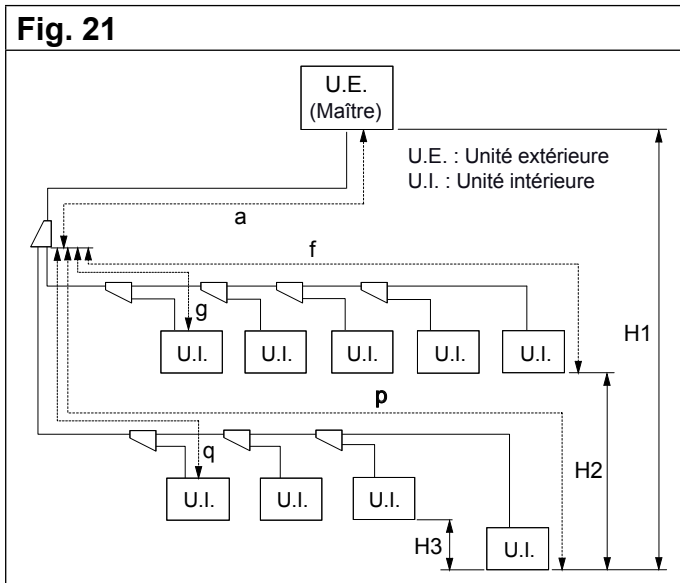 Fig. 21
U.E.
(Maître)
U.E. : Unité extérieure
U.I. : Unité intérieure
a
f
g
U.I.
U.I.
U.I.
U.I.
U.I.
H1
p
q
H2
U.I.
U.I.
U.I.
H3
U.I.